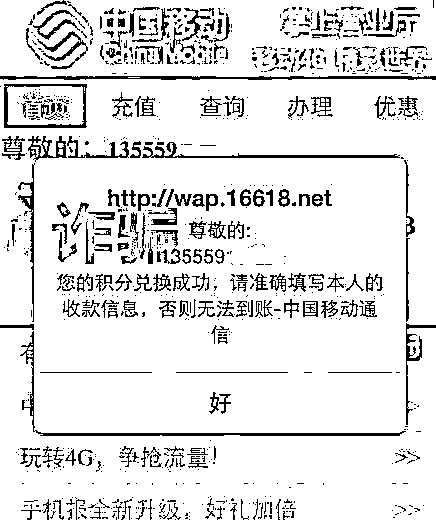 中国移动
China Mobile
掌上营业厅
移动4G 精彩世界
首页 充值 查询 办理 优惠
尊敬的：135559
http://wap.16618.net
诈骗
尊敬的:
135559
您的积分兑换成功，请准确填写本人的
收款信息，否则无法到账-中国移动通
信
好
玩转4G，争抢流量！ >>
手机报全新升级，好礼加倍 >>